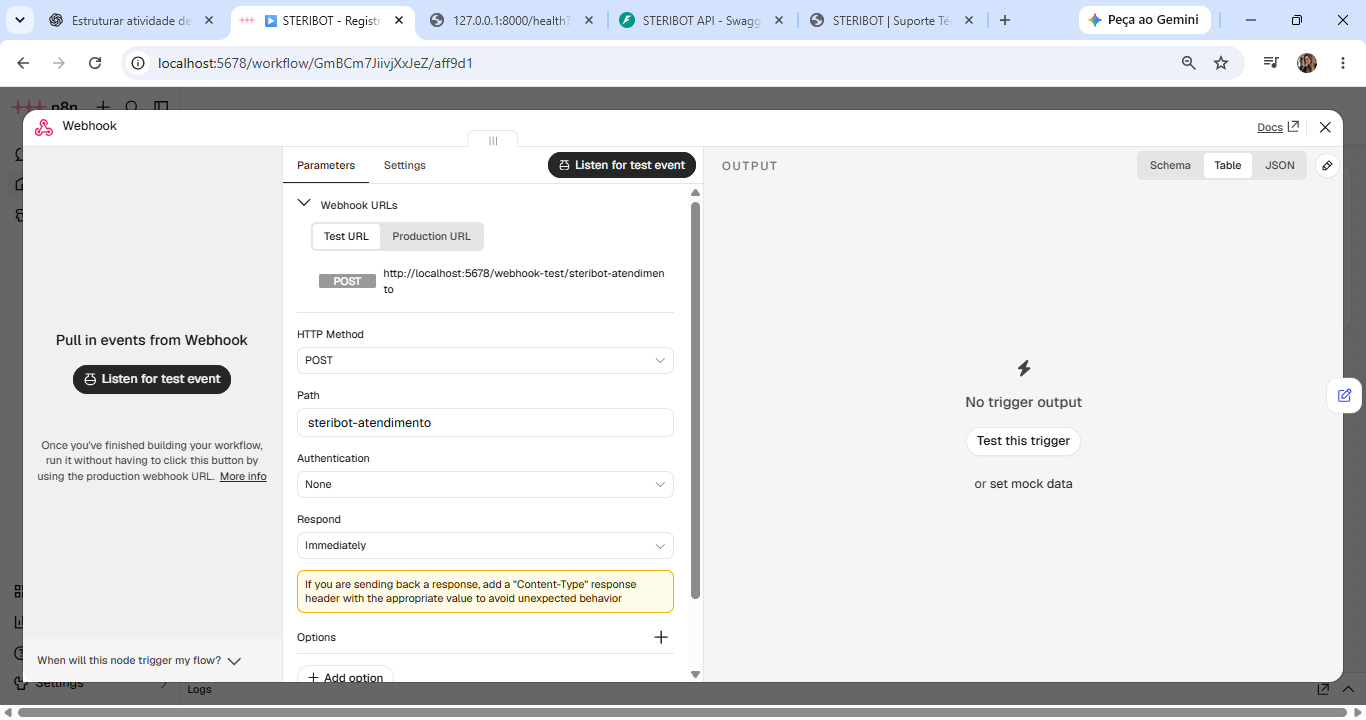 Estruturar atividade de
STERIBOT - Registr
127.0.0.1:8000/health?
STERIBOT API - Swagg
STERIBOT | Suporte Té
Peça ao Gemini
localhost:5678/workflow/GmBCm7JiivjXxJeZ/aff9d1
n8n
Webhook
Docs
Parameters
Settings
Listen for test event
OUTPUT
Schema
Table
JSON
Webhook URLs
Test URL
Production URL
POST
http://localhost:5678/webhook-test/steribot-atendimen
to
Pull in events from Webhook
Listen for test event
Once you've finished building your workflow,
run it without having to click this button by
using the production webhook URL. More info
When will this node trigger my flow?
HTTP Method
POST
Path
steribot-atendimento
Authentication
None
Respond
Immediately
If you are sending back a response, add a "Content-Type" response
header with the appropriate value to avoid unexpected behavior
Options
Add option
No trigger output
Test this trigger
or set mock data
Settings
Logs